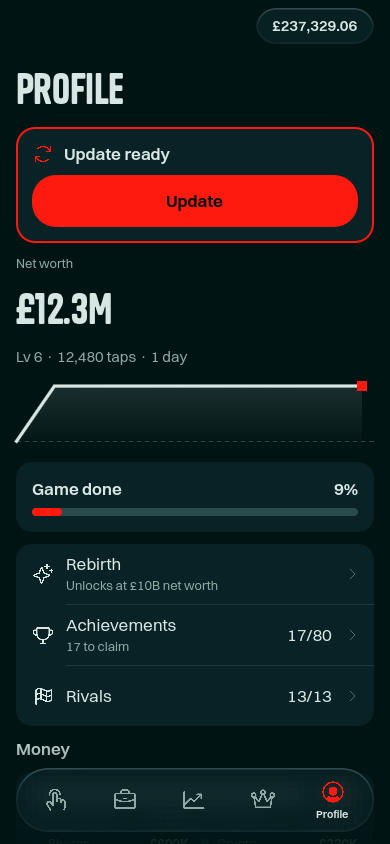 £237,329.06
PROFILE
Update ready
Update
Net worth
£12.3M
Lv 6 · 12,480 taps · 1 day
Game done 9%
Rebirth
Unlocks at £10B net worth
Achievements 17/80
17 to claim
Rivals 13/13
Money
Profile